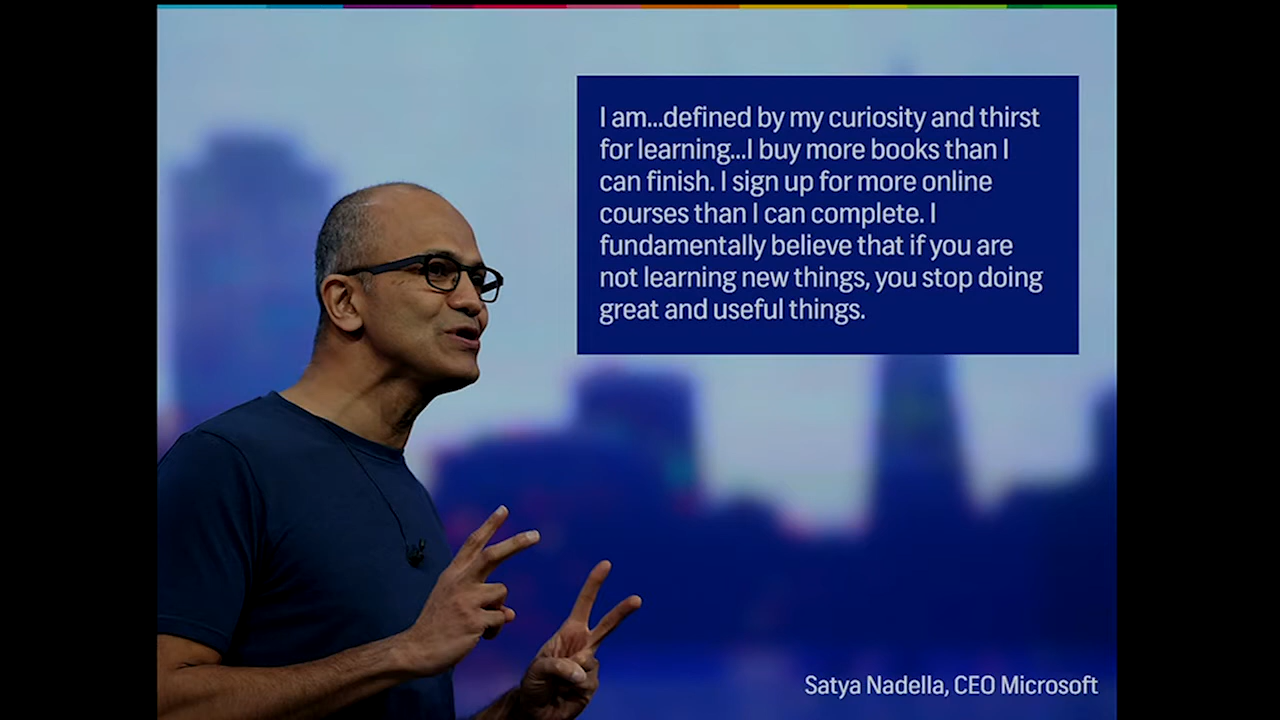 I am...defined by my curiosity and thirst
for learning...I buy more books than I
can finish. I sign up for more online
courses than I can complete. I
fundamentally believe that if you are
not learning new things, you stop doing
great and useful things.
Satya Nadella, CEO Microsoft